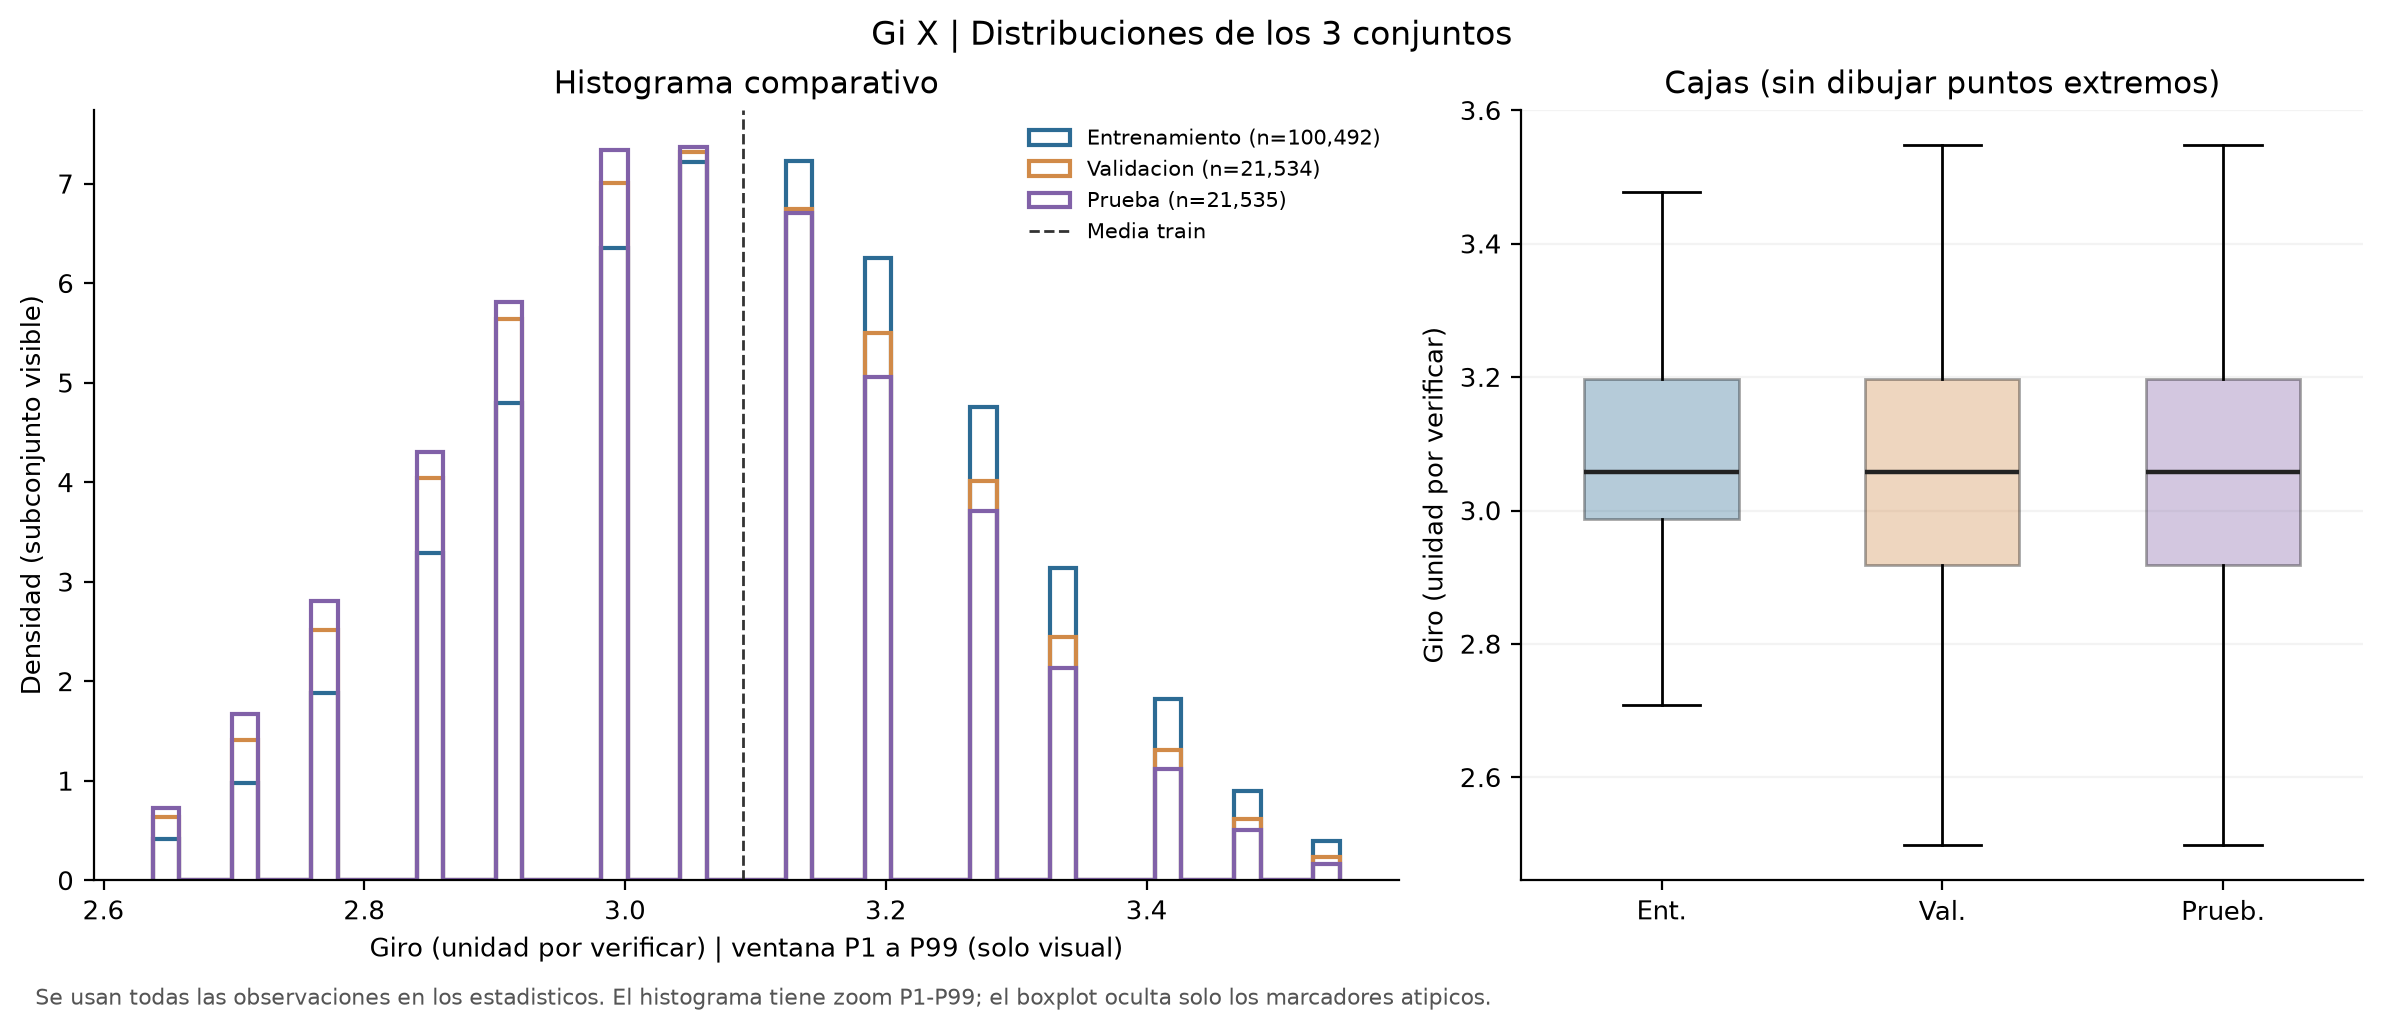 Gi X | Distribuciones de los 3 conjuntos
Histograma comparativo
Densidad (subconjunto visible)
7
6
5
4
3
2
1
0
2.6
2.8
3.0
3.2
3.4
Giro (unidad por verificar) | ventana P1 a P99 (solo visual)
Entrenamiento (n=100,492)
Validacion (n=21,534)
Prueba (n=21,535)
Media train
Cajas (sin dibujar puntos extremos)
Giro (unidad por verificar)
3.6
3.4
3.2
3.0
2.8
2.6
Ent.
Val.
Prueb.
Se usan todas las observaciones en los estadisticos. El histograma tiene zoom P1-P99; el boxplot oculta solo los marcadores atipicos.